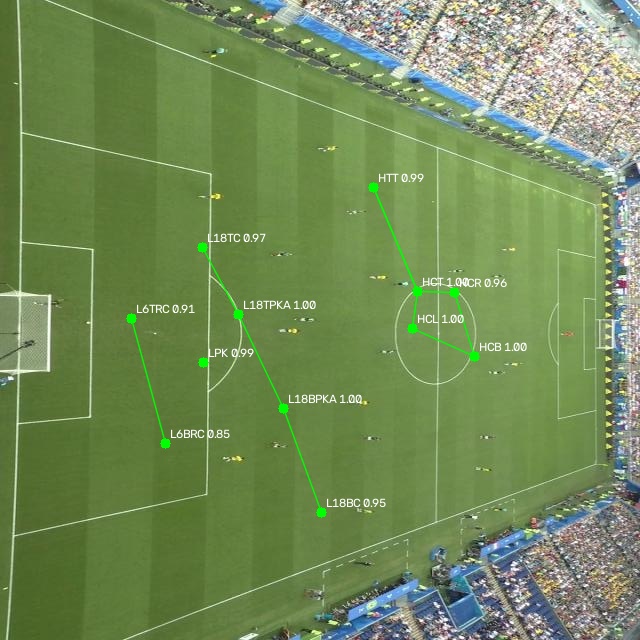 HTT 0.99
L18TC 0.97
HCT 1.00
HCR 0.96
L6TRC 0.91
L18TPKA 1.00
HCL 1.00
HCB 1.00
LPK 0.99
L18BPKA 1.00
L6BRC 0.85
L18BC 0.95